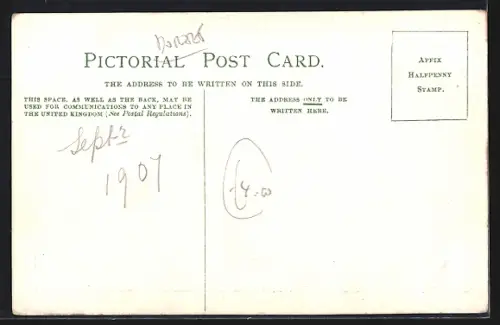 DORSET
PICTORIAL POST CARD.
THE ADDRESS TO BE WRITTEN ON THIS SIDE.
THIS SPACE, AS WELL AS THE BACK, MAY BE
USED FOR COMMUNICATIONS TO ANY PLACE IN
THE UNITED KINGDOM (See Postal Regulations).
THE ADDRESS ONLY TO BE
WRITTEN HERE.
AFFIX
HALFPENNY
STAMP.
Septr
1907